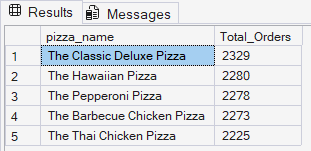 Results Messages
pizza_name Total_Orders
1 The Classic Deluxe Pizza 2329
2 The Hawaiian Pizza 2280
3 The Pepperoni Pizza 2278
4 The Barbecue Chicken Pizza 2273
5 The Thai Chicken Pizza 2225